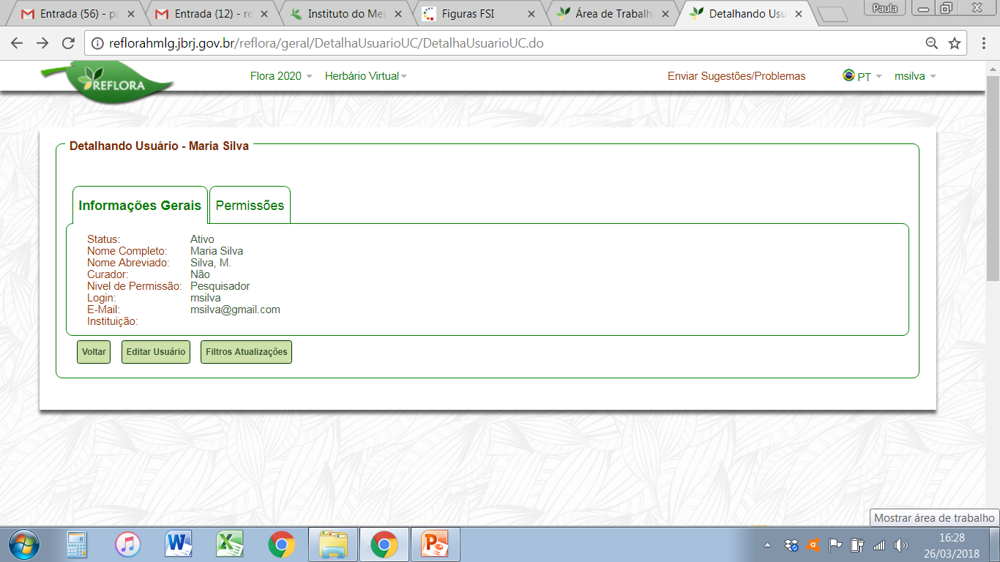 Entrada (56) - pa
Entrada (12) - re
Instituto do Mei
Figuras FSI
Área de Trabalh
Detalhando Usu
Paula
reflorahmlg.jbrj.gov.br/reflora/geral/DetalhaUsuarioUC/DetalhaUsuarioUC.do
REFLORA
Flora 2020
Herbário Virtual
Enviar Sugestões/Problemas
PT
msilva
Detalhando Usuário - Maria Silva
Informações Gerais
Permissões
Status: Ativo
Nome Completo: Maria Silva
Nome Abreviado: Silva, M.
Curador: Não
Nivel de Permissão: Pesquisador
Login: msilva
E-Mail: msilva@gmail.com
Instituição:
Voltar
Editar Usuário
Filtros Atualizações
Mostrar área de trabalho
16:28
26/03/2018